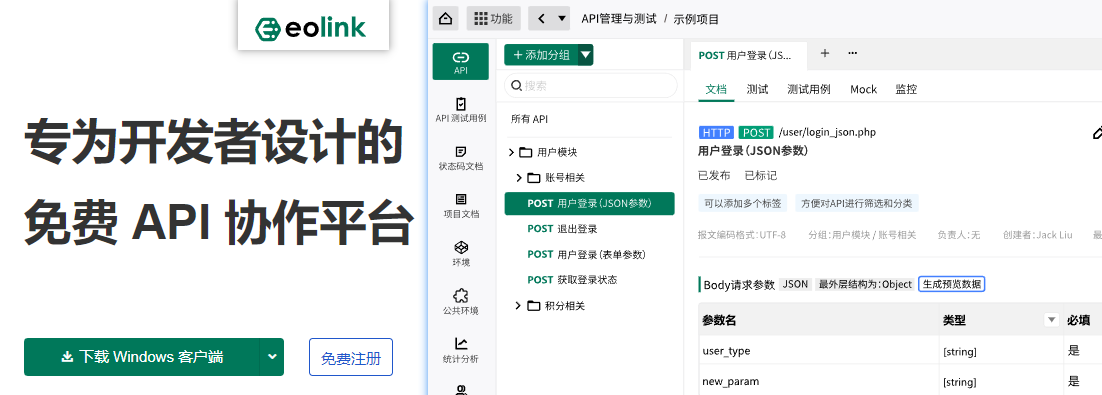 eolink
专为开发者设计的
免费 API 协作平台
下载 Windows 客户端
免费注册
功能
API管理与测试 / 示例项目
API
API 测试用例
状态码文档
项目文档
环境
公共环境
统计分析
+ 添加分组
搜索
所有 API
用户模块
账号相关
POST 用户登录(JSON参数)
POST 退出登录
POST 用户登录(表单参数)
POST 获取登录状态
积分相关
POST 用户登录(JS...
文档 测试 测试用例 Mock 监控
HTTP POST /user/login_json.php
用户登录(JSON参数)
已发布 已标记
可以添加多个标签 方便对API进行筛选和分类
报文编码格式:UTF-8 分组:用户模块 / 账号相关 负责人:无 创建者:Jack Liu
Body请求参数 JSON 最外层结构为:Object 生成预览数据
参数名 类型 必填
user_type [string] 是
new_param [string] 是